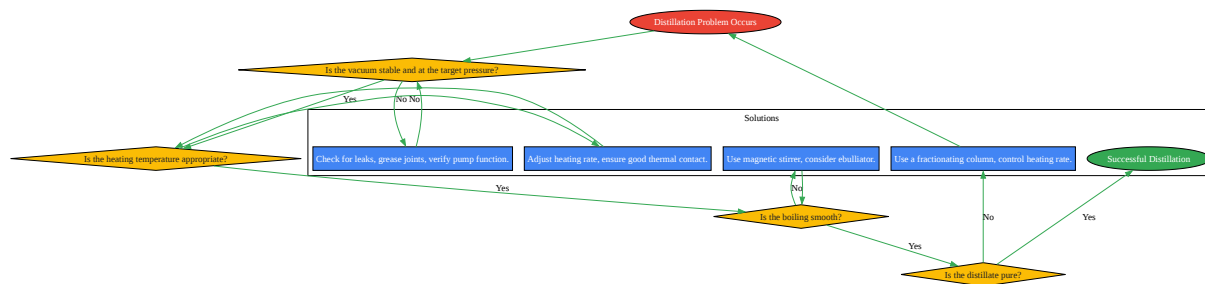 Distillation Problem Occurs
Is the vacuum stable and at the target pressure?
Yes
No No
Solutions
Is the heating temperature appropriate?
Check for leaks, grease joints, verify pump function.
Adjust heating rate, ensure good thermal contact.
Use magnetic stirrer, consider ebulliator.
Use a fractionating column, control heating rate.
Successful Distillation
Yes
No
Is the boiling smooth?
No
Yes
Yes
Is the distillate pure?